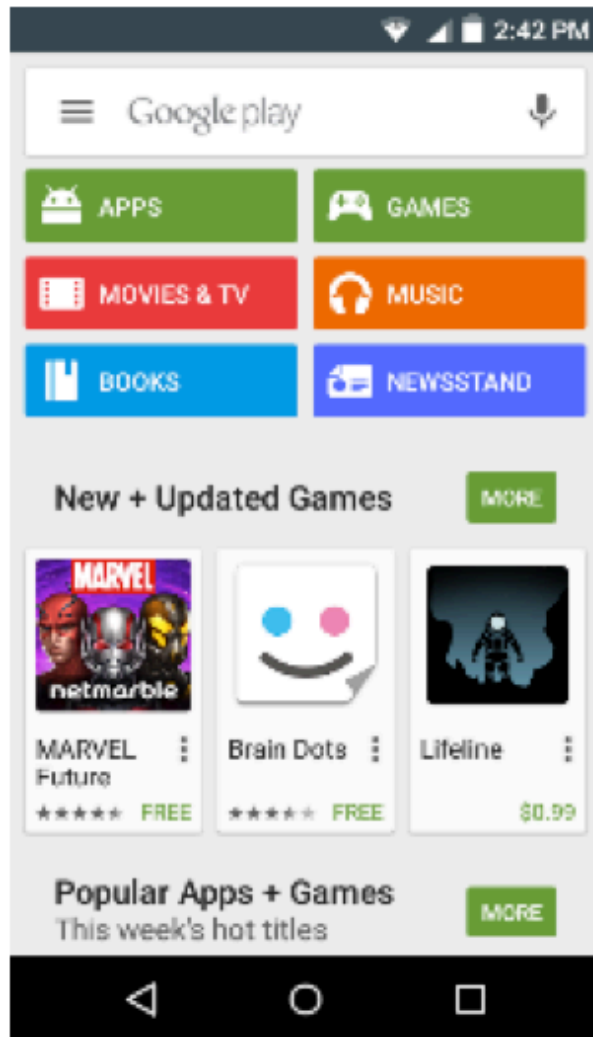 2:42 PM
Google play
APPS
GAMES
MOVIES & TV
MUSIC
BOOKS
NEWSSTAND
New + Updated Games
MORE
MARVEL
netmarble
MARVEL
Future
FREE
Brain Dots
FREE
Lifeline
$0.99
Popular Apps + Games
MORE
This week's hot titles